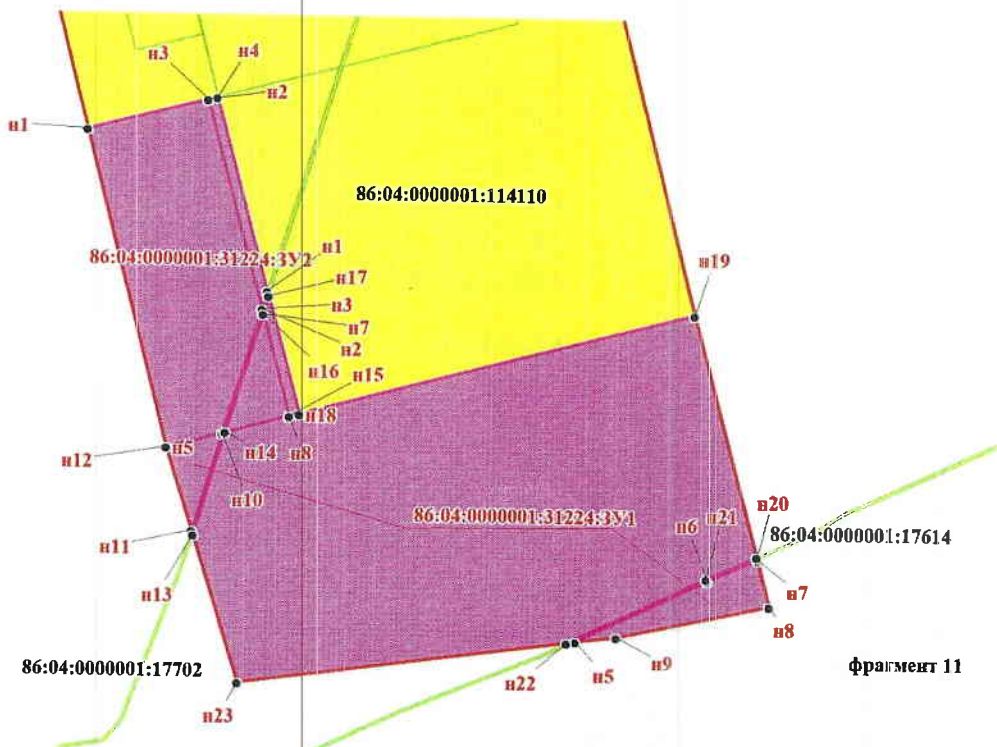 н3
н4
н2
н1
86:04:0000001:114110
н1
86:04:0000001:31224:ЗУ2
н17
н19
н3
н7
н2
н16
н15
н18
н5
н14
н8
н12
н10
86:04:0000001:31224:ЗУ1
н6
н21
н20
86:04:0000001:17614
н11
н13
н7
н8
86:04:0000001:17702
н22
н5
н9
фрагмент 11
н23